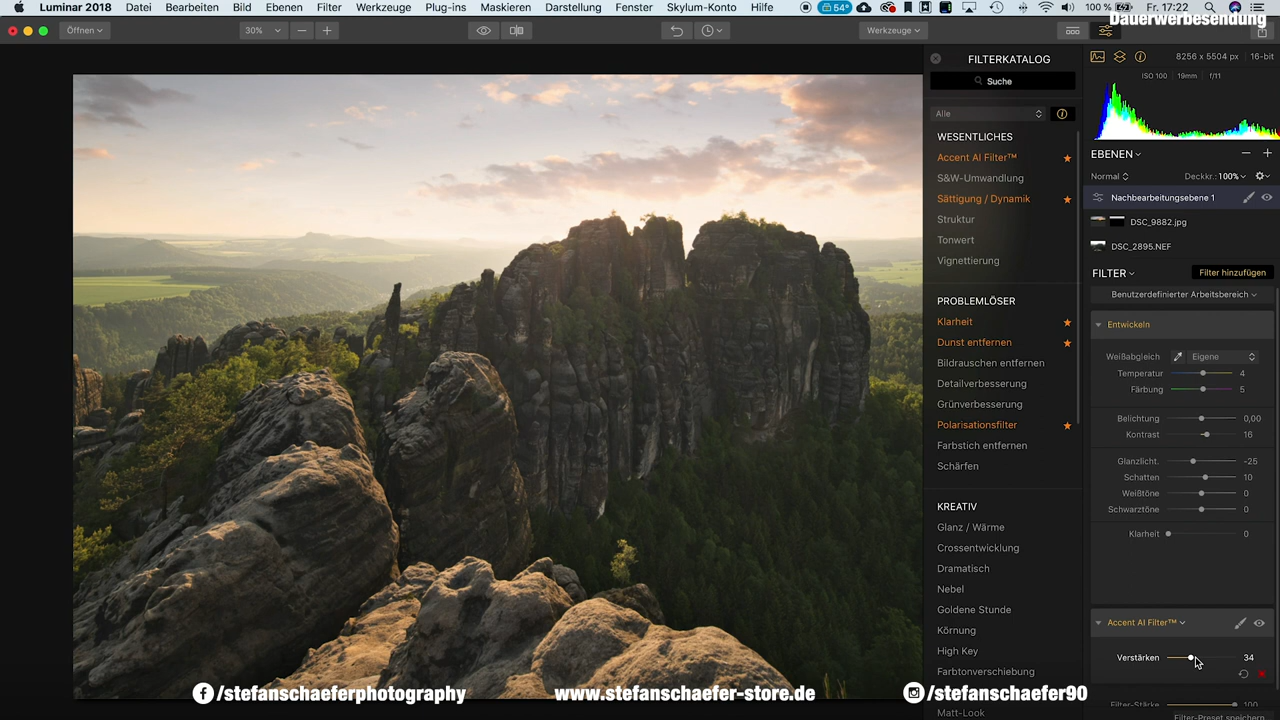 Luminar 2018 Datei Bearbeiten Bild Ebenen Filter Werkzeuge Plug-ins Maskieren Darstellung Fenster Skylum-Konto Hilfe 54° 100 % Fr. 17:22
Dauerwerbesendung
Öffnen 30% Werkzeuge
FILTERKATALOG
Suche
Alle
WESENTLICHES
Accent AI Filter™
S&W-Umwandlung
Sättigung / Dynamik
Struktur
Tonwert
Vignettierung
PROBLEMLÖSER
Klarheit
Dunst entfernen
Bildrauschen entfernen
Detailverbesserung
Grünverbesserung
Polarisationsfilter
Farbstich entfernen
Schärfen
KREATIV
Glanz / Wärme
Crossentwicklung
Dramatisch
Nebel
Goldene Stunde
Körnung
High Key
Farbtonverschiebung
Matt-Look
8256 x 5504 px 16-bit
ISO 100 19mm f/11
EBENEN
Normal Deckkr.: 100%
Nachbearbeitungsebene 1
DSC_9882.jpg
DSC_2895.NEF
FILTER Filter hinzufügen
Benutzerdefinierter Arbeitsbereich
Entwickeln
Weißabgleich Eigene
Temperatur 4
Färbung 5
Belichtung 0,00
Kontrast 16
Glanzlicht. -25
Schatten 10
Weißtöne 0
Schwarztöne 0
Klarheit 0
Accent AI Filter™
Verstärken 34
Filter-Stärke 100
Filter-Preset speichern
/stefanschaeferphotography www.stefanschaefer-store.de /stefanschaefer90